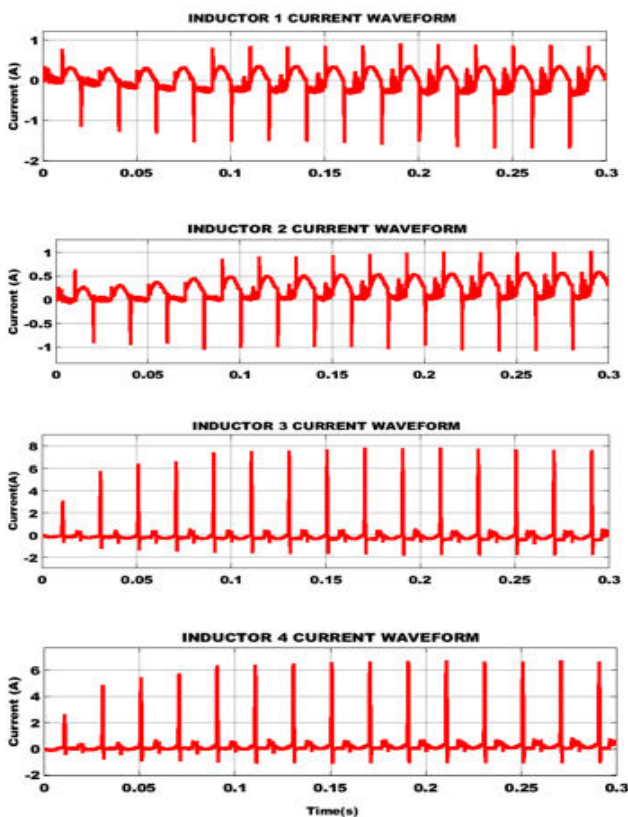 INDUCTOR 1 CURRENT WAVEFORM
Current (A)
1
0
-1
-2
0 0.05 0.1 0.15 0.2 0.25 0.3
INDUCTOR 2 CURRENT WAVEFORM
Current (A)
1
0.5
0
-0.5
-1
0 0.05 0.1 0.15 0.2 0.25 0.3
INDUCTOR 3 CURRENT WAVEFORM
Current(A)
8
6
4
2
0
-2
0 0.05 0.1 0.15 0.2 0.25 0.3
INDUCTOR 4 CURRENT WAVEFORM
Current (A)
6
4
2
0
-2
0 0.05 0.1 0.15 0.2 0.25 0.3
Time(s)